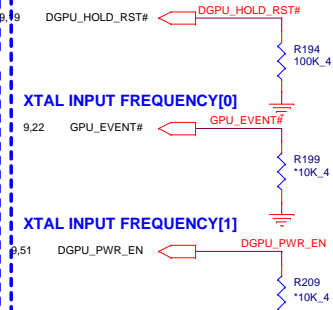 DGPU_HOLD_RST#
9,19 DGPU_HOLD_RST#
R194
100K_4
XTAL INPUT FREQUENCY[0]
GPU_EVENT#
9,22 GPU_EVENT#
R199
*10K_4
XTAL INPUT FREQUENCY[1]
DGPU_PWR_EN
9,51 DGPU_PWR_EN
R209
*10K_4